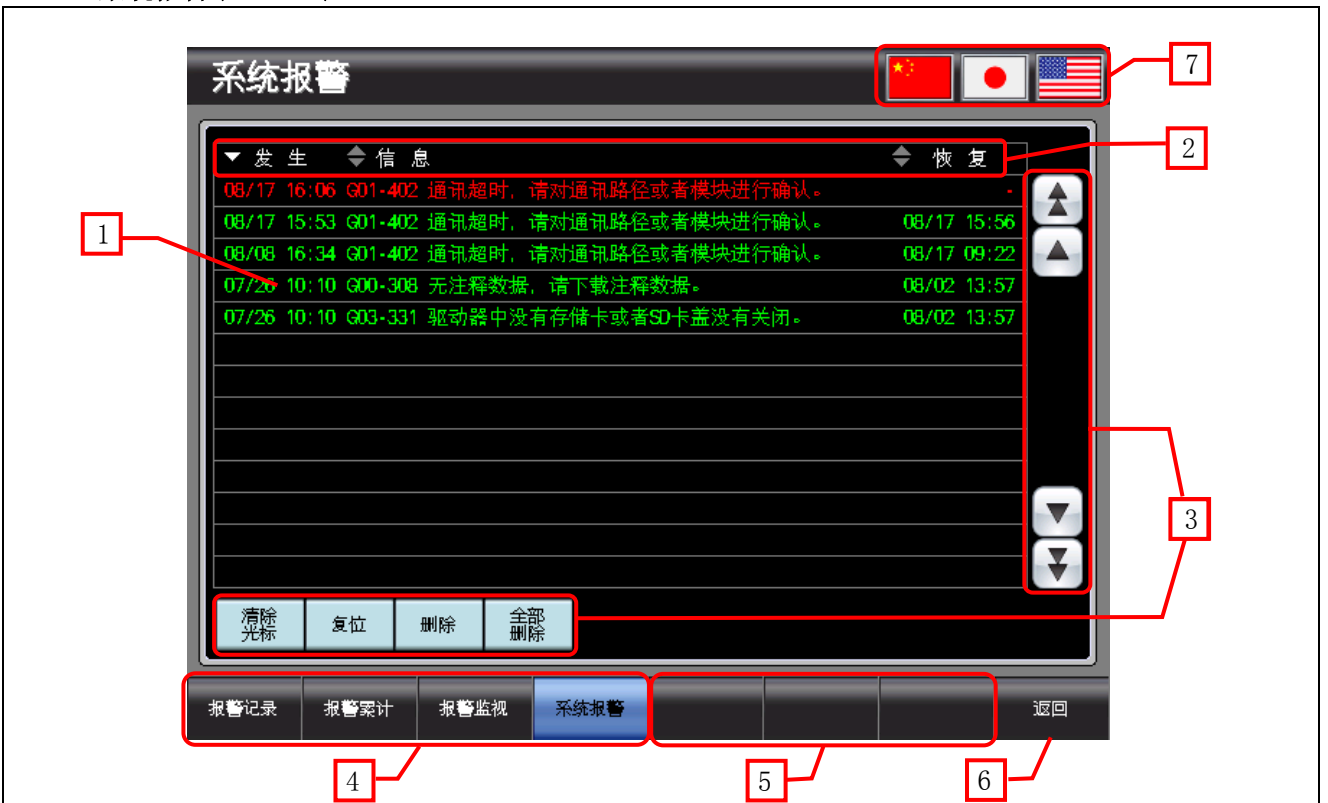 系统报警
7
▼ 发 生 信 息 恢 复
2
08/17 16:06 G01-402 通讯超时, 请对通讯路径或者模块进行确认。 -
08/17 15:53 G01-402 通讯超时, 请对通讯路径或者模块进行确认。 08/17 15:56
1
08/08 16:34 G01-402 通讯超时, 请对通讯路径或者模块进行确认。 08/17 09:22
07/26 10:10 G00-308 无注释数据, 请下载注释数据。 08/02 13:57
07/26 10:10 G03-331 驱动器中没有存储卡或者SD卡盖没有关闭。 08/02 13:57
3
清除
光标
复位
删除
全部
删除
报警记录 报警累计 报警监视 系统报警 返回
4
5
6